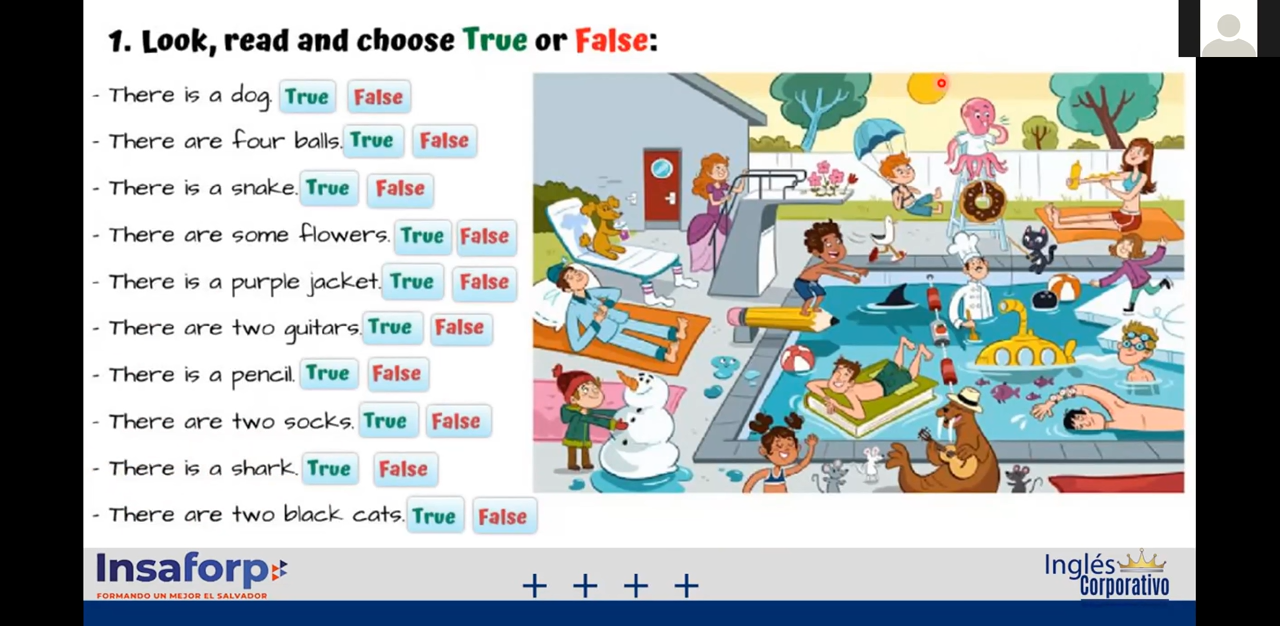 1. Look, read and choose True or False:
- There is a dog. True False
- There are four balls. True False
- There is a snake. True False
- There are some flowers. True False
- There is a purple jacket. True False
- There are two guitars. True False
- There is a pencil. True False
- There are two socks. True False
- There is a shark. True False
- There are two black cats. True False
Insaforp
FORMANDO UN MEJOR EL SALVADOR
Inglés
Corporativo